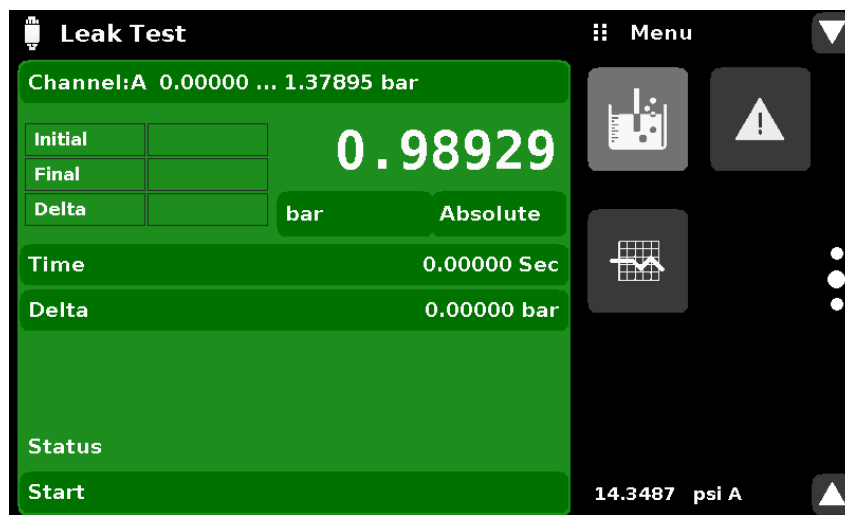 Leak Test
Menu
Channel:A 0.00000 ... 1.37895 bar
Initial
0.98929
Final
Delta
bar Absolute
Time 0.00000 Sec
Delta 0.00000 bar
Status
Start
14.3487 psi A